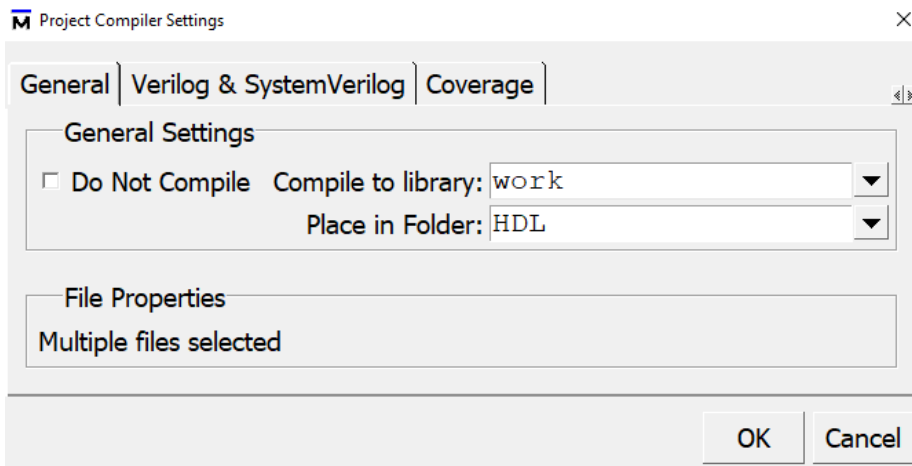 Project Compiler Settings
General Verilog & SystemVerilog Coverage
General Settings
Do Not Compile Compile to library: work
Place in Folder: HDL
File Properties
Multiple files selected
OK Cancel